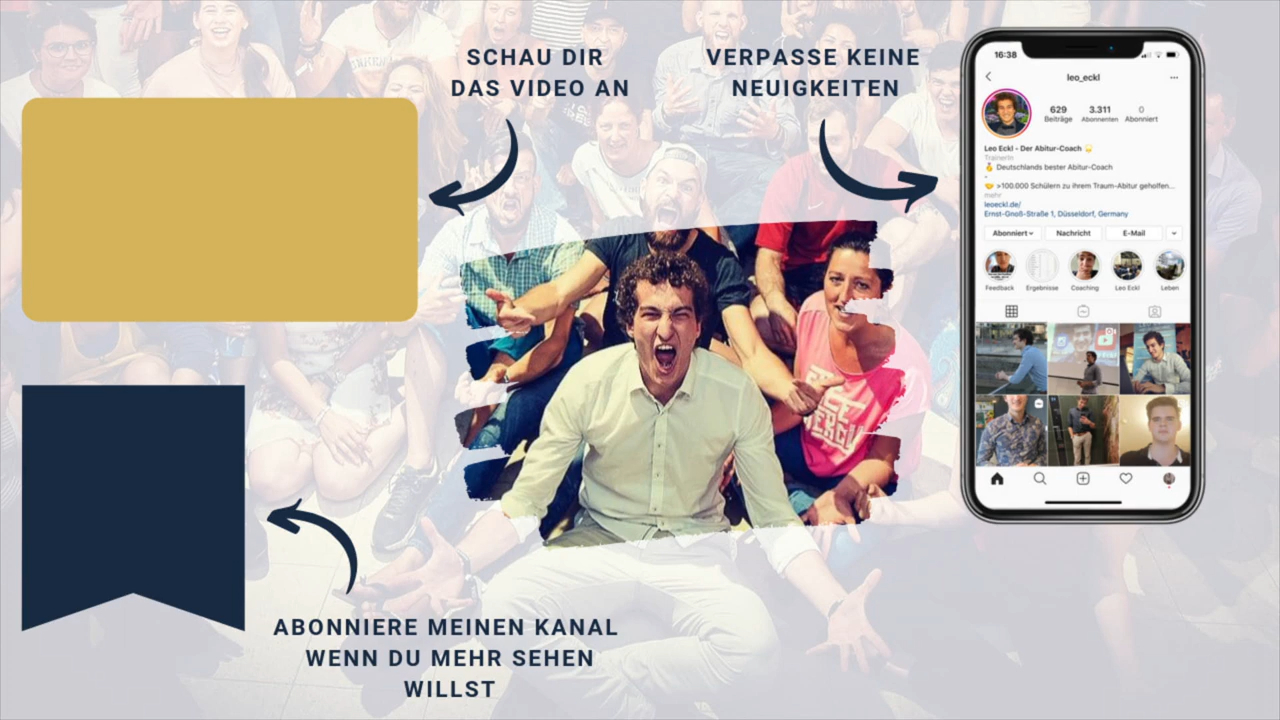 SCHAU DIR
DAS VIDEO AN
VERPASSE KEINE
NEUIGKEITEN
16:38
leo_eckl
629
Beiträge
3.311
Abonnenten
0
Abonniert
Leo Eckl - Der Abitur-Coach
TrainerIn
Deutschlands bester Abitur-Coach
-
>100.000 Schülern zu ihrem Traum-Abitur geholfen...
mehr
leoeckl.de/
Ernst-Gnoß-Straße 1, Düsseldorf, Germany
Abonniert
Nachricht
E-Mail
Feedback
Ergebnisse
Coaching
Leo Eckl
Leben
ABONNIERE MEINEN KANAL
WENN DU MEHR SEHEN
WILLST